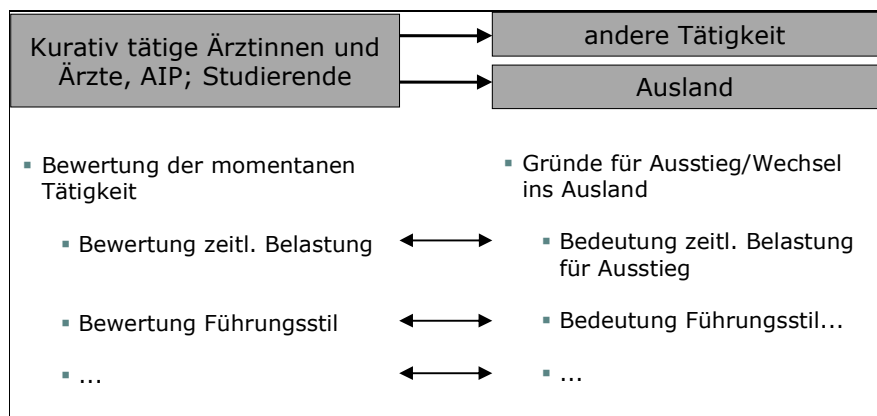 Kurativ tätige Ärztinnen und
Ärzte, AIP; Studierende
andere Tätigkeit
Ausland
▪ Bewertung der momentanen
Tätigkeit
▪ Bewertung zeitl. Belastung
▪ Bewertung Führungsstil
▪ ...
▪ Gründe für Ausstieg/Wechsel
ins Ausland
▪ Bedeutung zeitl. Belastung
für Ausstieg
▪ Bedeutung Führungsstil...
▪ ...